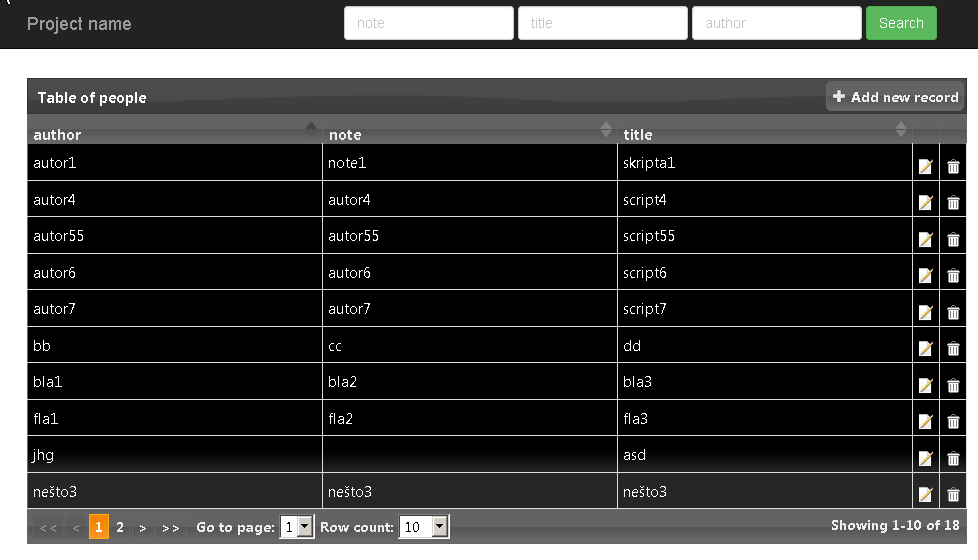 Project name note title author Search
Table of people + Add new record
author note title
autor1 note1 skripta1
autor4 autor4 script4
autor55 autor55 script55
autor6 autor6 script6
autor7 autor7 script7
bb cc dd
bla1 bla2 bla3
fla1 fla2 fla3
jhg asd
nešto3 nešto3 nešto3
<< < 1 2 > >> Go to page: 1 Row count: 10 Showing 1-10 of 18